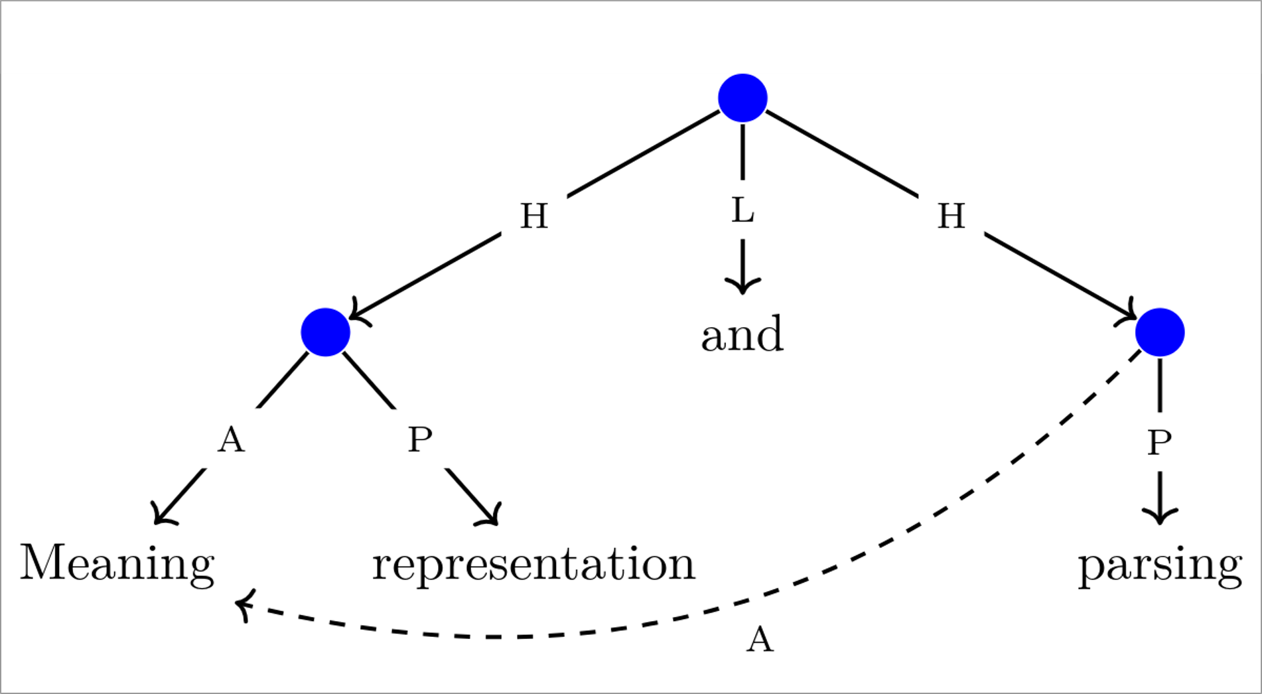 H L H
and
A P P
Meaning representation parsing
A